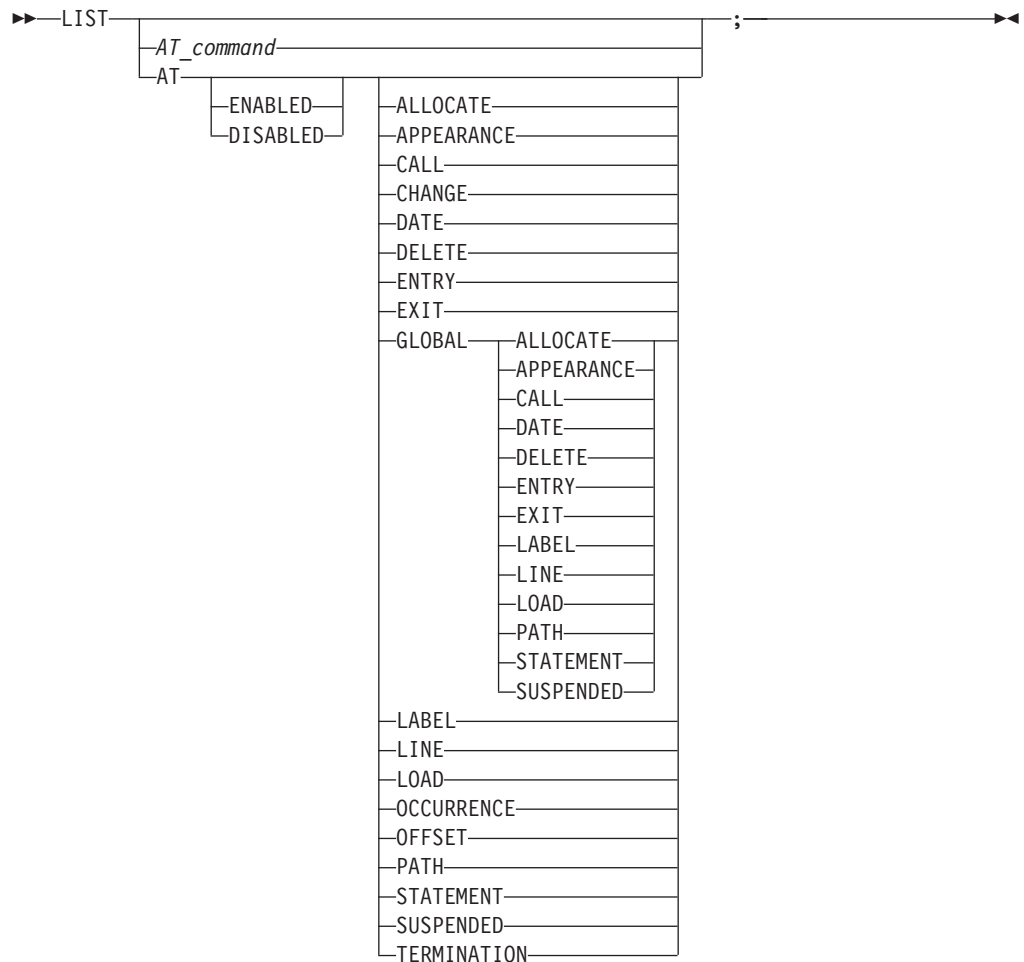 LIST ;
AT_command
AT
ENABLED ALLOCATE
DISABLED APPEARANCE
CALL
CHANGE
DATE
DELETE
ENTRY
EXIT
GLOBAL ALLOCATE
APPEARANCE
CALL
DATE
DELETE
ENTRY
EXIT
LABEL
LINE
LOAD
PATH
STATEMENT
SUSPENDED
LABEL
LINE
LOAD
OCCURRENCE
OFFSET
PATH
STATEMENT
SUSPENDED
TERMINATION